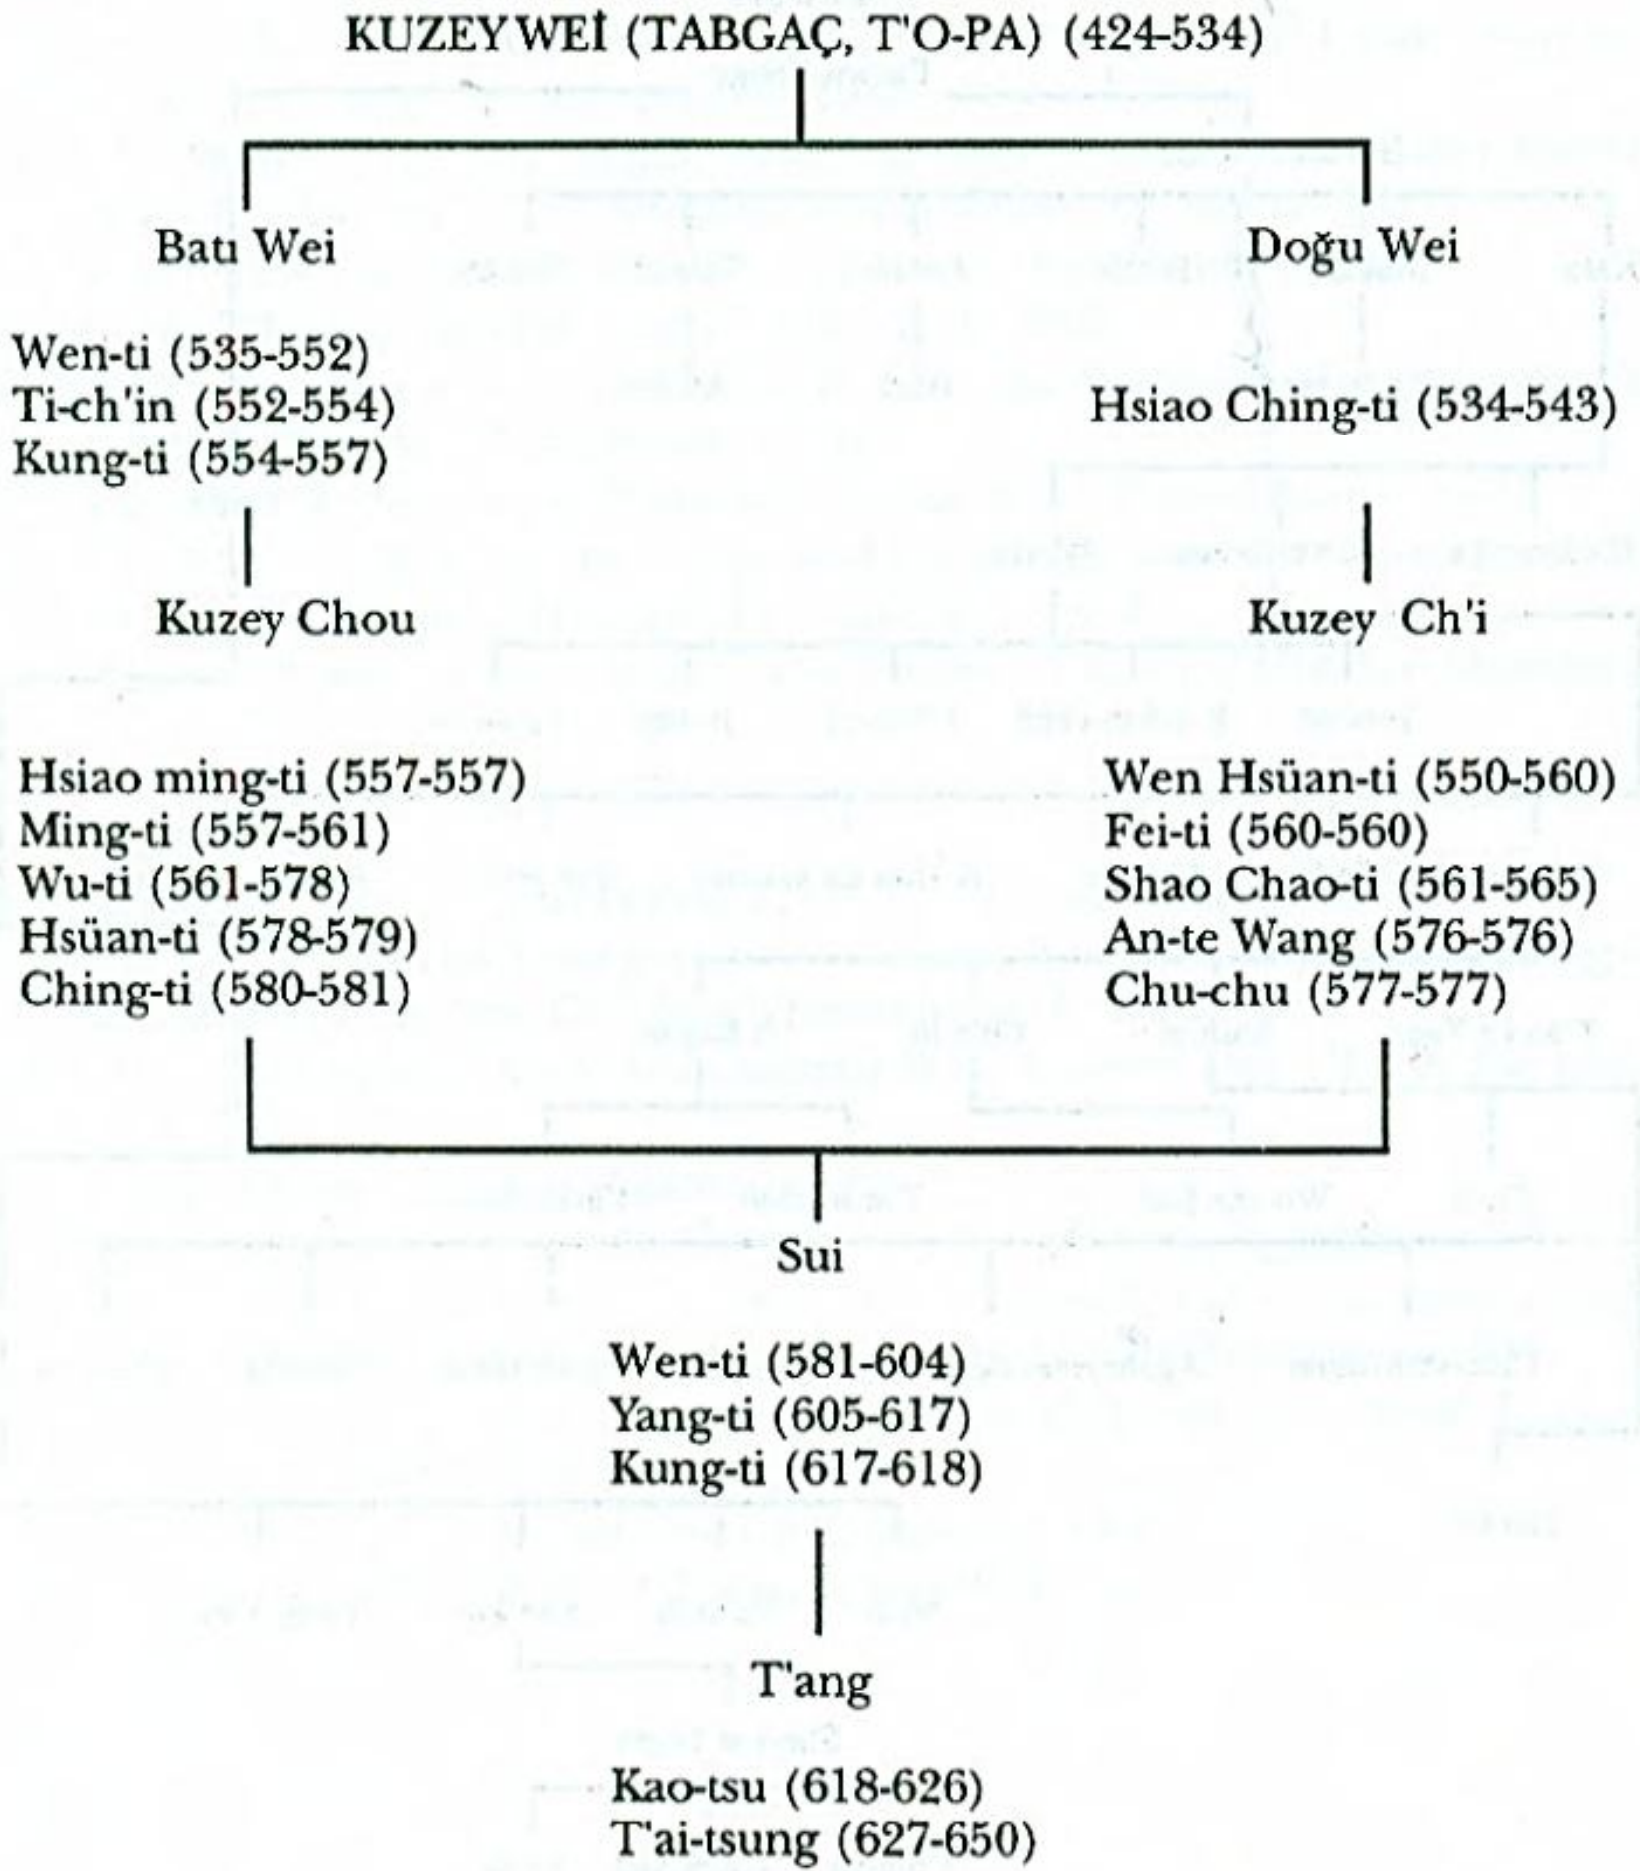 KUZEY WEİ (TABGAÇ, T'O-PA) (424-534)
Batı Wei
Wen-ti (535-552)
Ti-ch'in (552-554)
Kung-ti (554-557)
Kuzey Chou
Hsiao ming-ti (557-557)
Ming-ti (557-561)
Wu-ti (561-578)
Hsüan-ti (578-579)
Ching-ti (580-581)
Doğu Wei
Hsiao Ching-ti (534-543)
Kuzey Ch'i
Wen Hsüan-ti (550-560)
Fei-ti (560-560)
Shao Chao-ti (561-565)
An-te Wang (576-576)
Chu-chu (577-577)
Sui
Wen-ti (581-604)
Yang-ti (605-617)
Kung-ti (617-618)
T'ang
Kao-tsu (618-626)
T'ai-tsung (627-650)